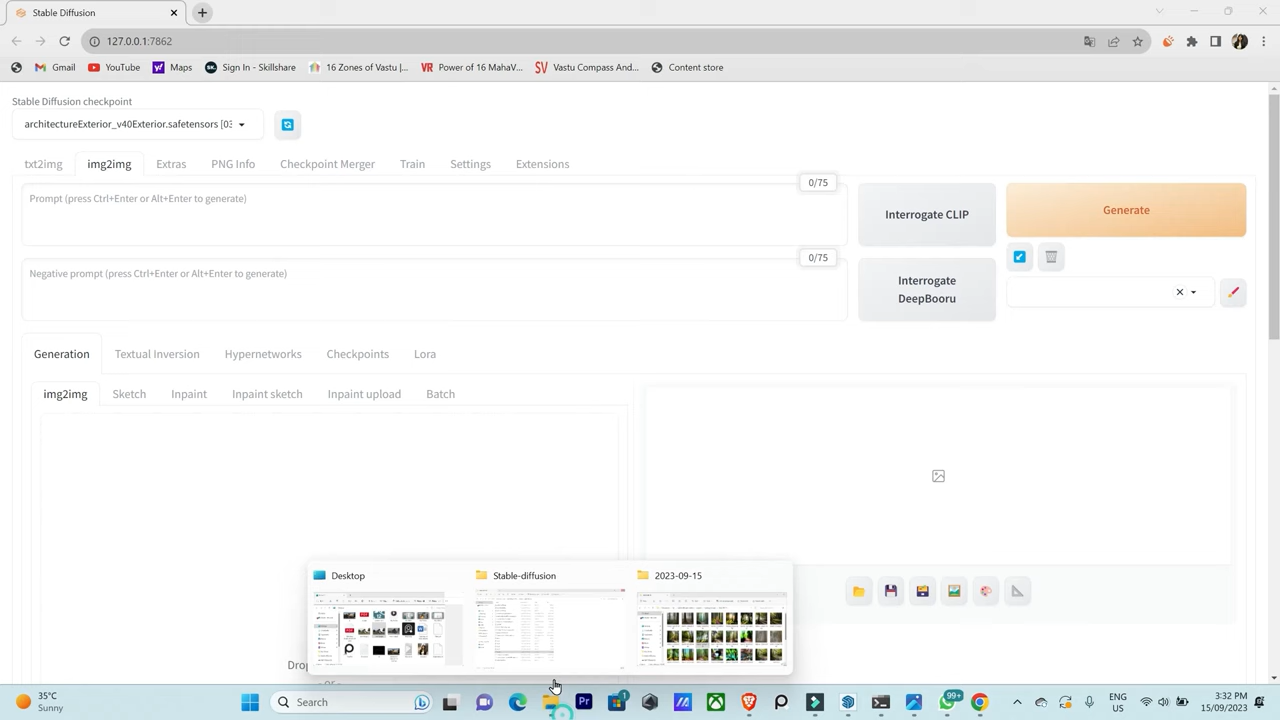 Stable Diffusion
127.0.0.1:7862
Gmail
YouTube
Maps
Sign In - Skillshare
16 Zones of Vastu |...
Power of 16 MahaV...
Vastu Compass And...
Content store
Stable Diffusion checkpoint
architectureExterior_v40Exterior.safetensors [03
txt2img
img2img
Extras
PNG Info
Checkpoint Merger
Train
Settings
Extensions
0/75
Prompt (press Ctrl+Enter or Alt+Enter to generate)
Interrogate CLIP
Generate
0/75
Negative prompt (press Ctrl+Enter or Alt+Enter to generate)
Interrogate
DeepBooru
Generation
Textual Inversion
Hypernetworks
Checkpoints
Lora
img2img
Sketch
Inpaint
Inpaint sketch
Inpaint upload
Batch
Desktop
Stable-diffusion
2023-09-15
35°C
Sunny
Search
1
99+
ENG
US
3:32 PM
15/09/2023